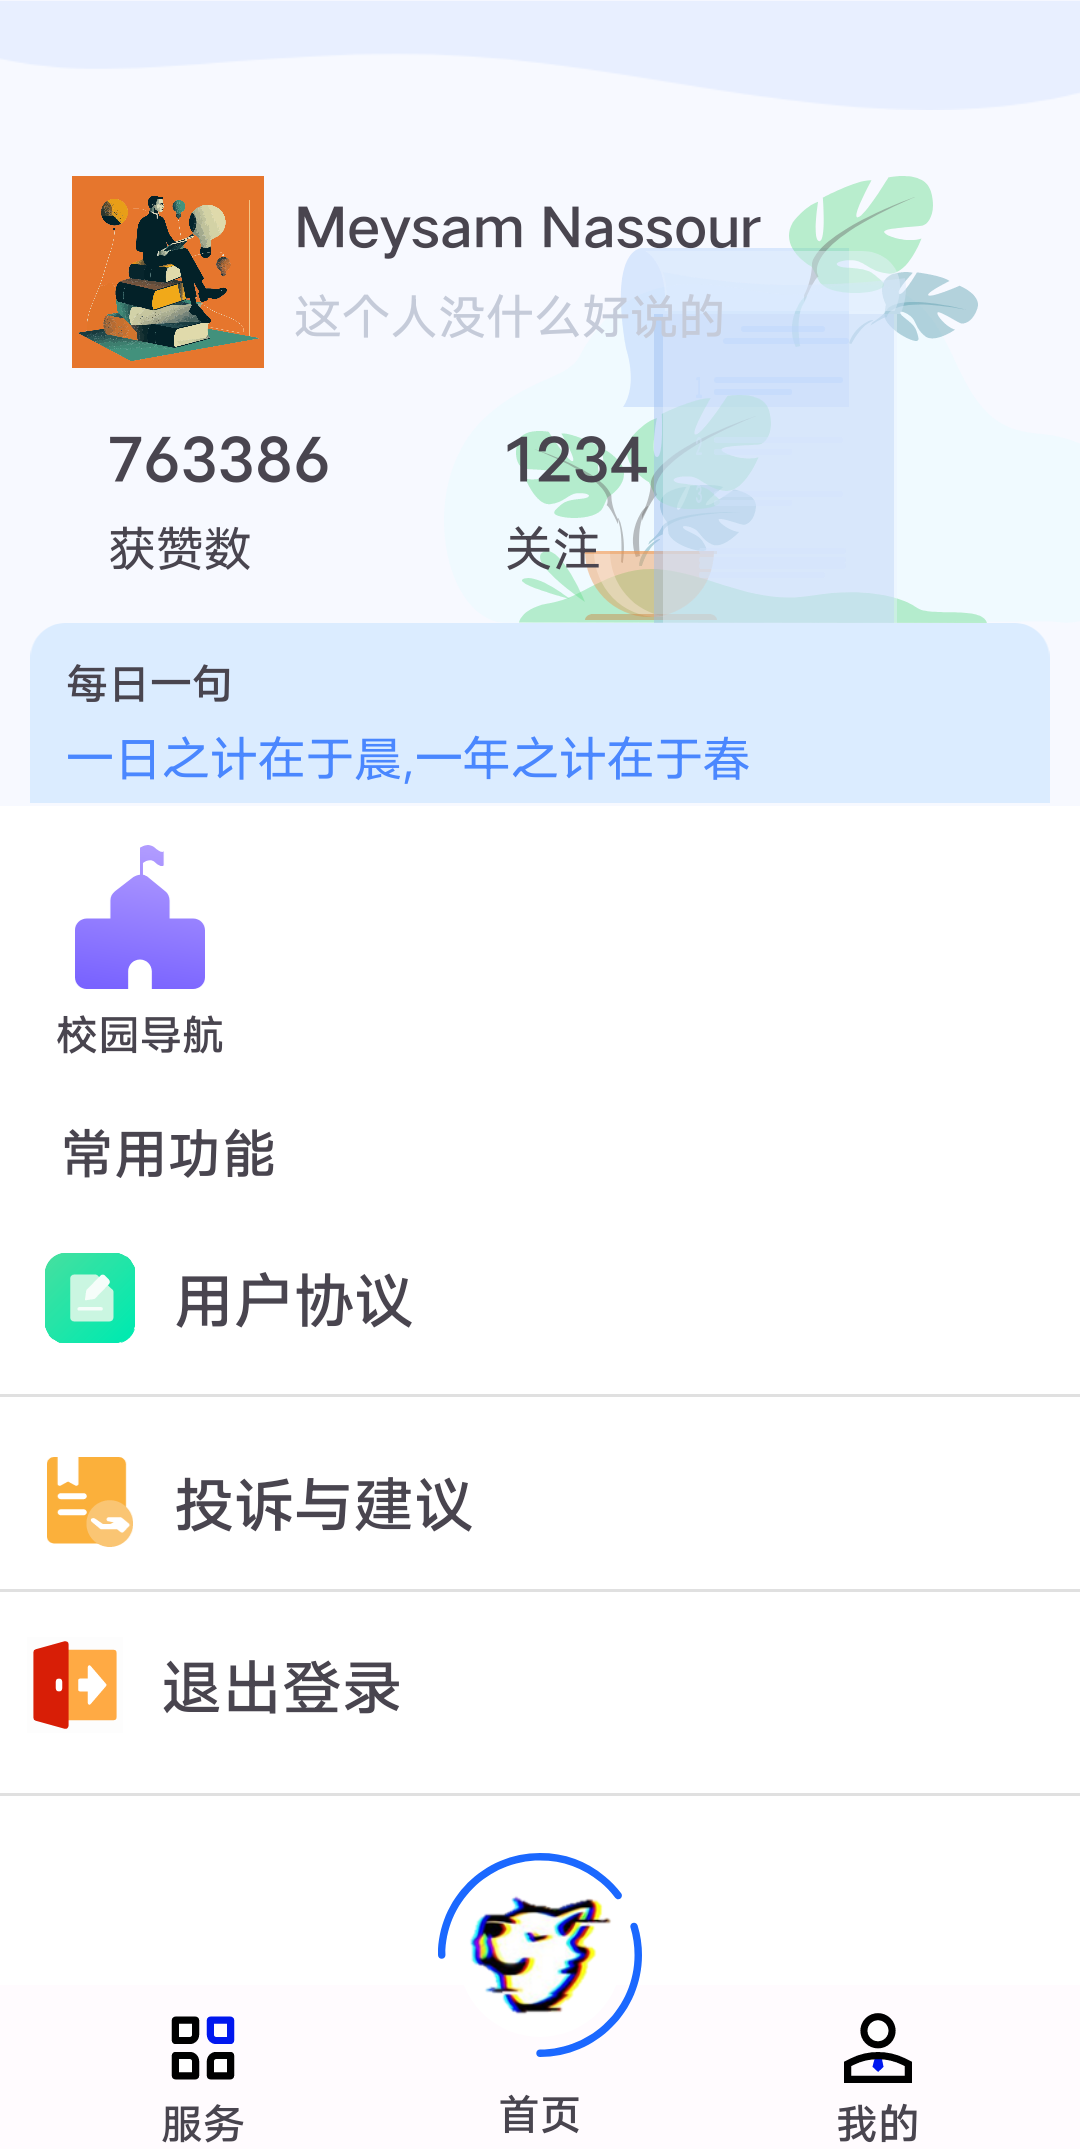 Meysam Nassour
这个人没什么好说的
763386
1234
获赞数
关注
每日一句
一日之计在于晨,一年之计在于春
校园导航
常用功能
用户协议
投诉与建议
退出登录
服务
首页
我的